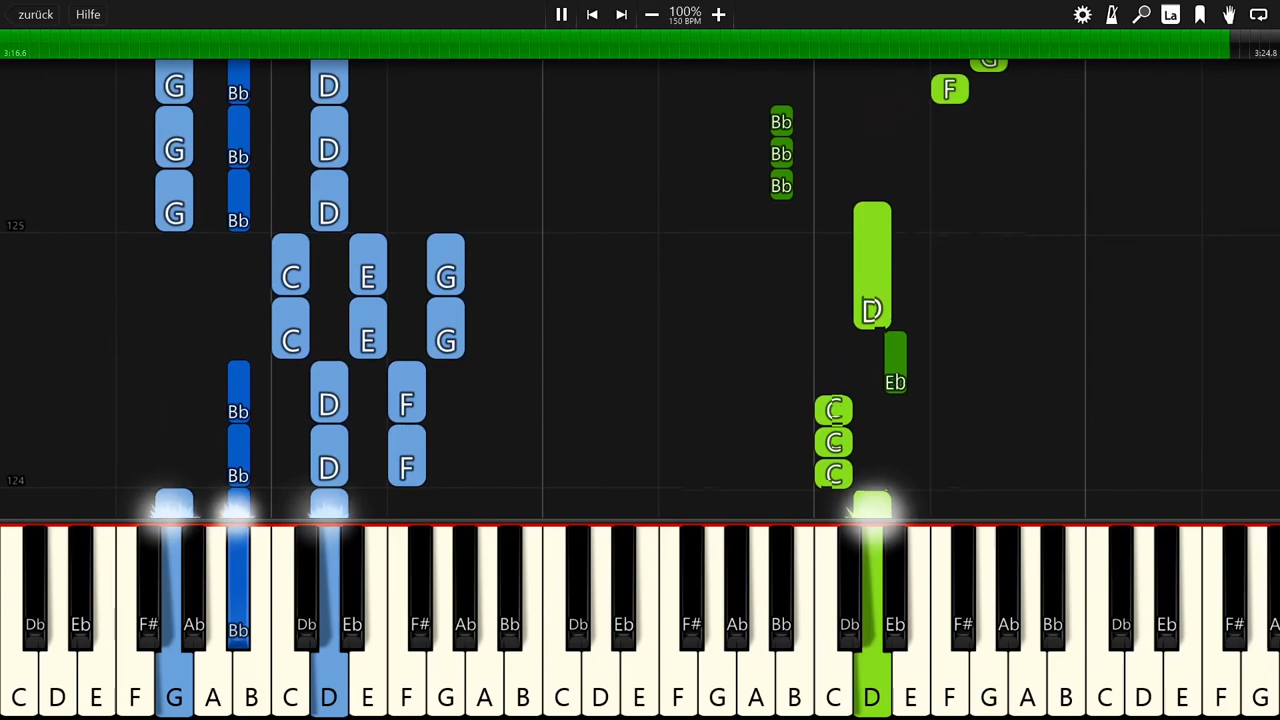 zurück Hilfe 100% La
150 BPM
3:16.6 3:24.8
G
G Bb D F
Bb
G Bb D Bb
G Bb D Bb
125
C E G
D
C E G
Eb
Bb D F C
C
Bb D F C
124
Db Eb F# Ab Db Eb F# Ab Bb Db Eb F# Ab Bb Db Eb F# Ab Bb Db Eb F#
Bb
C D E F G A B C D E F G A B C D E F G A B C D E F G A B C D E F G